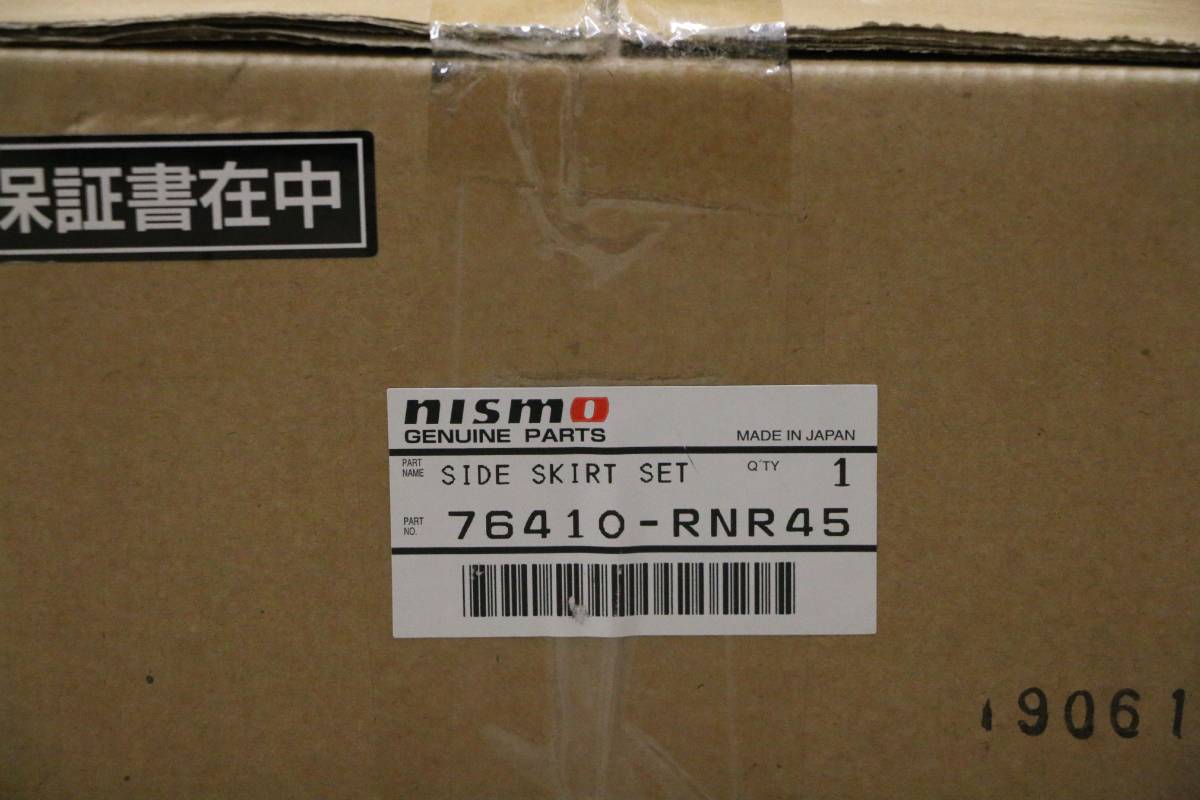 保証書在中
nismo
GENUINE PARTS
MADE IN JAPAN
PART NAME SIDE SKIRT SET Q'TY 1
PART NO. 76410-RNR45
19061